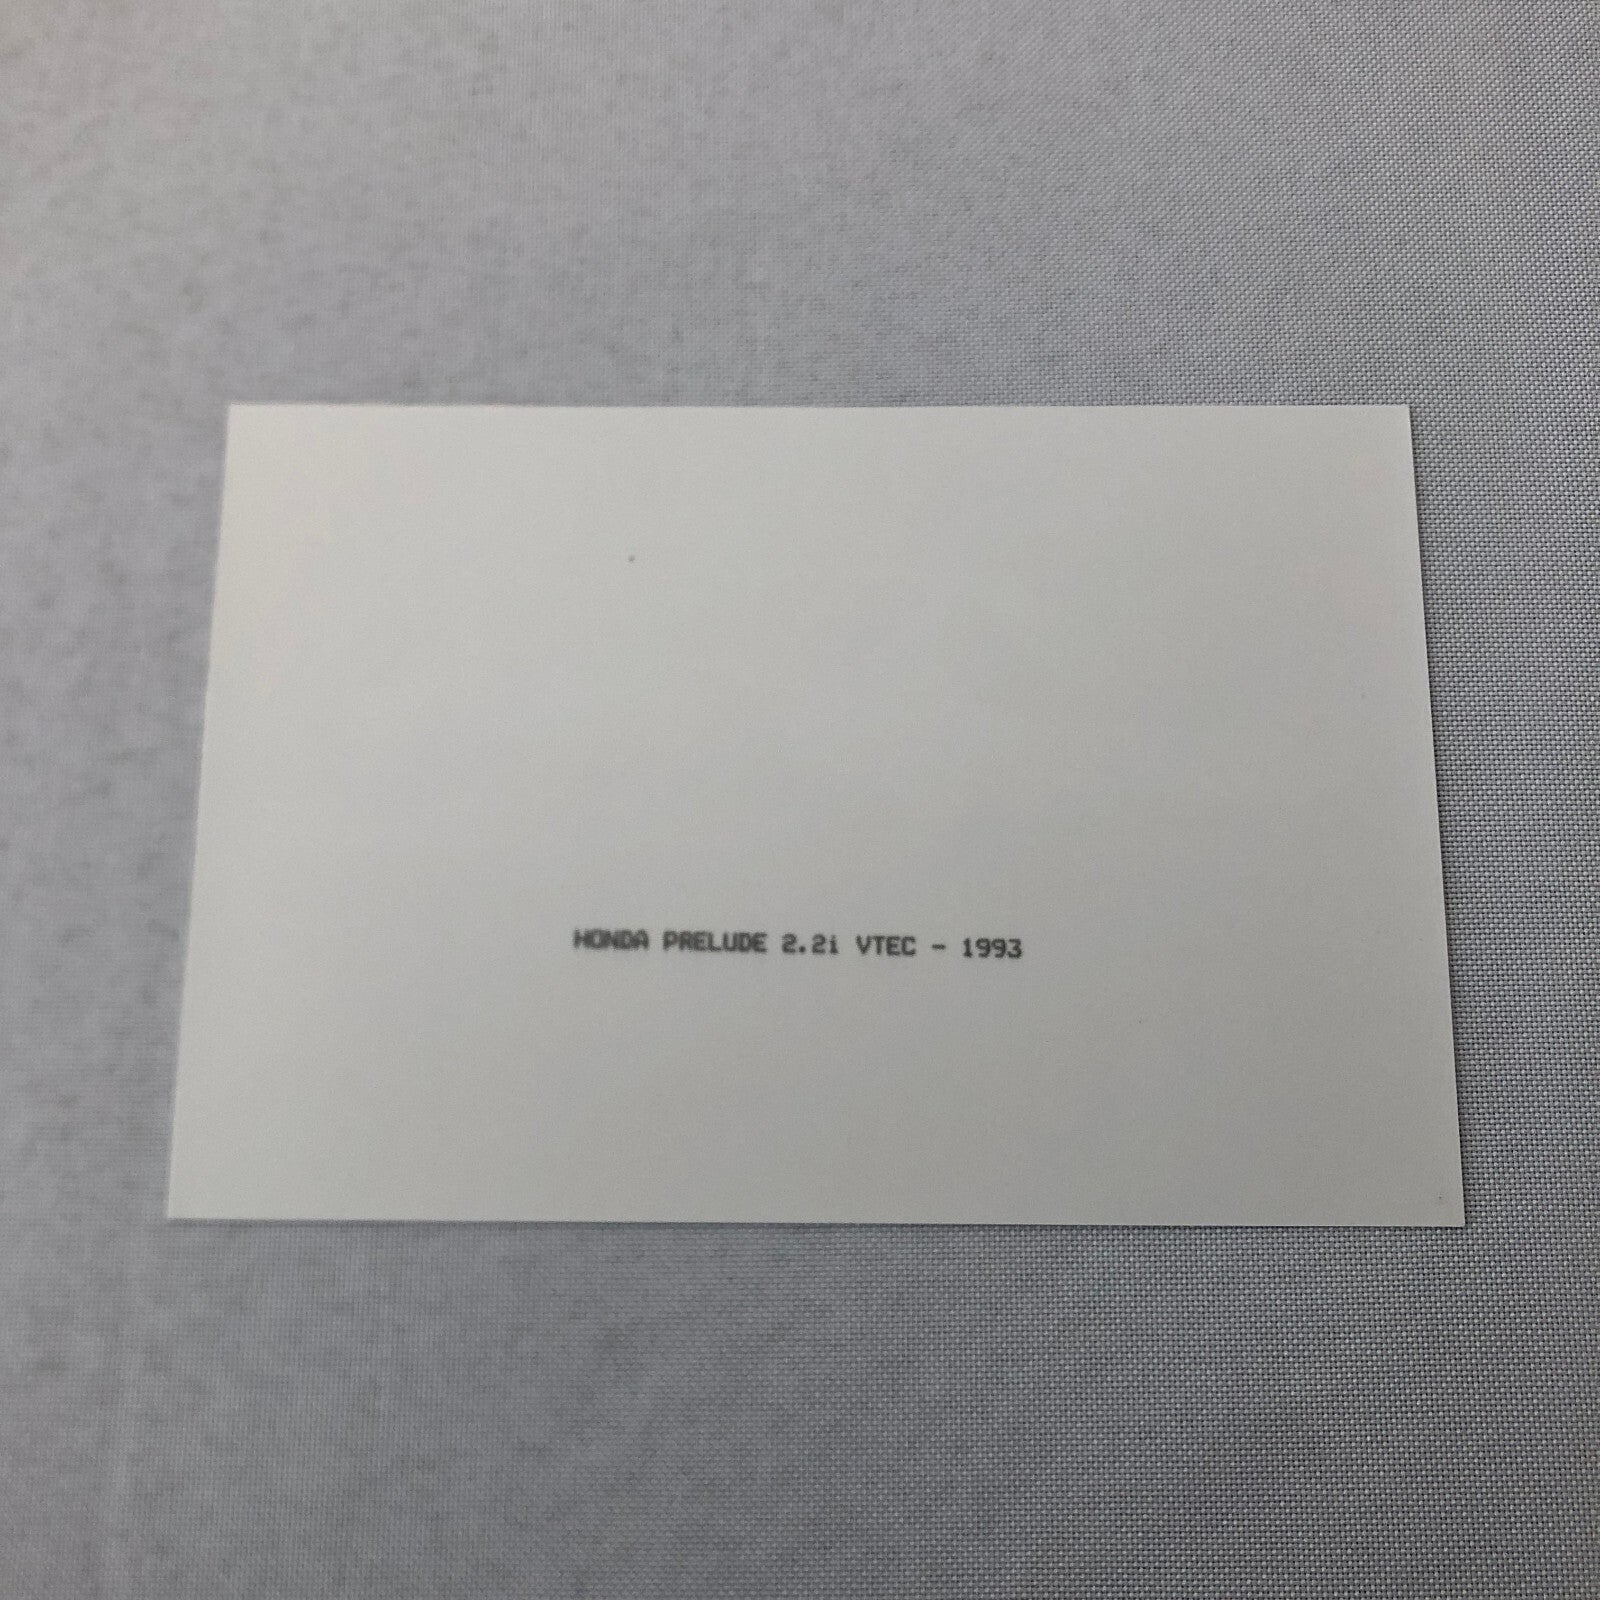 HONDA PRELUDE 2.2i VTEC - 1993